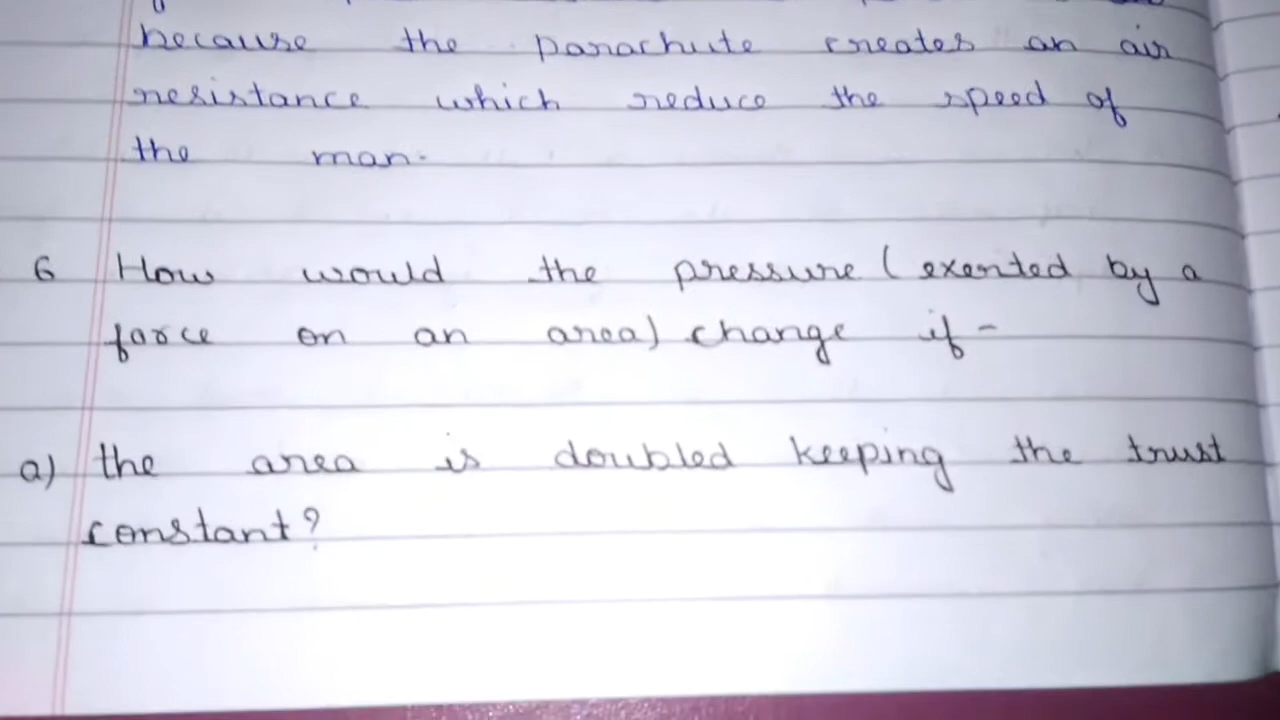 because the parachute creates an air
resistance which reduce the speed of
the man.
6 How would the pressure (exerted by a
force on an area) change if -
a) the area is doubled keeping the trust
constant?